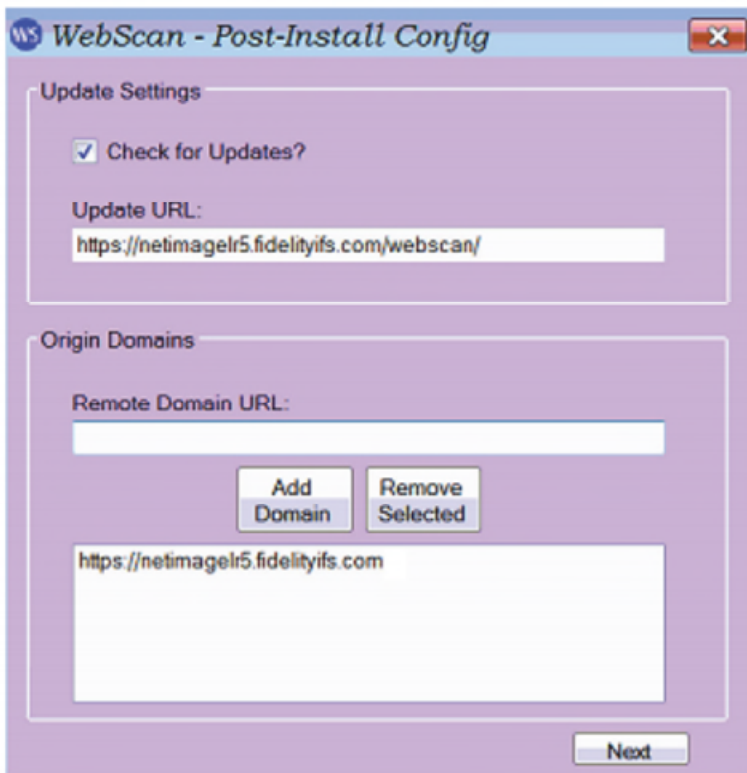 WS WebScan - Post-Install Config
Update Settings
Check for Updates?
Update URL:
https://netimagelr5.fidelityifs.com/webscan/
Origin Domains
Remote Domain URL:
Add
Domain
Remove
Selected
https://netimagelr5.fidelityifs.com
Next